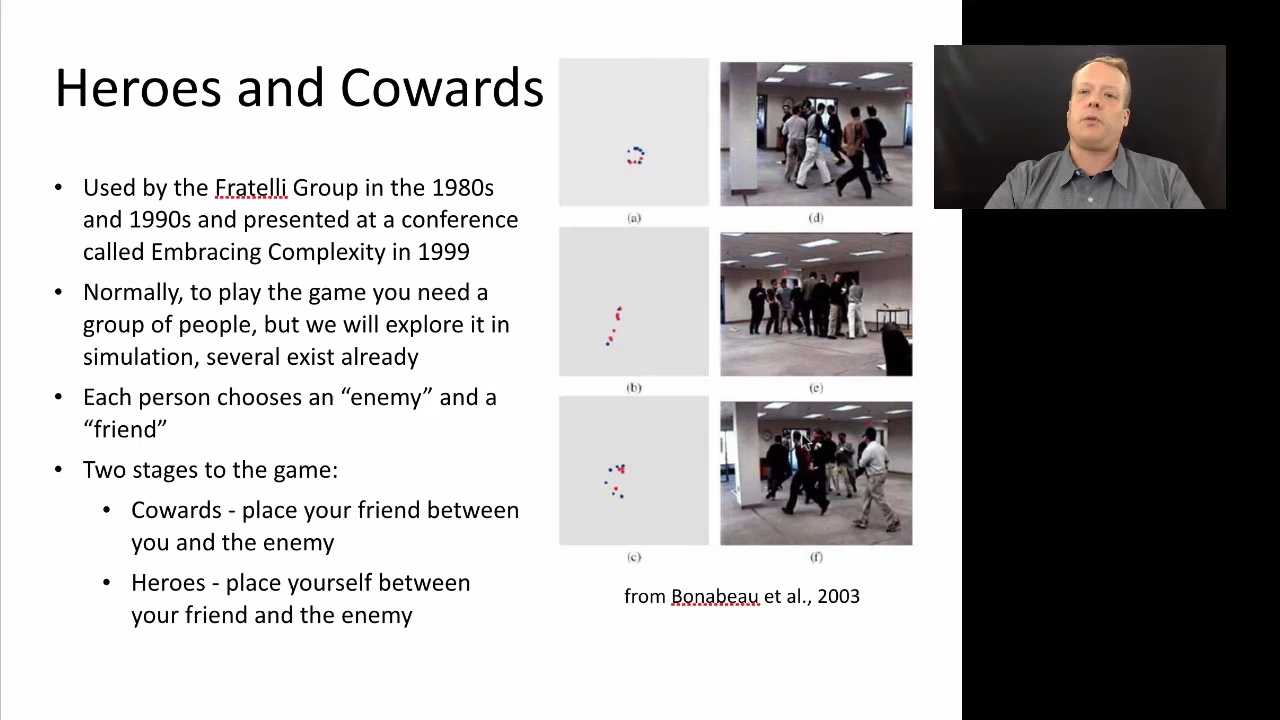 Heroes and Cowards
• Used by the Fratelli Group in the 1980s
and 1990s and presented at a conference
called Embracing Complexity in 1999
• Normally, to play the game you need a
group of people, but we will explore it in
simulation, several exist already
• Each person chooses an “enemy” and a
“friend”
• Two stages to the game:
• Cowards - place your friend between
you and the enemy
• Heroes - place yourself between
your friend and the enemy
(a)
(d)
(b)
(e)
(c)
(f)
from Bonabeau et al., 2003